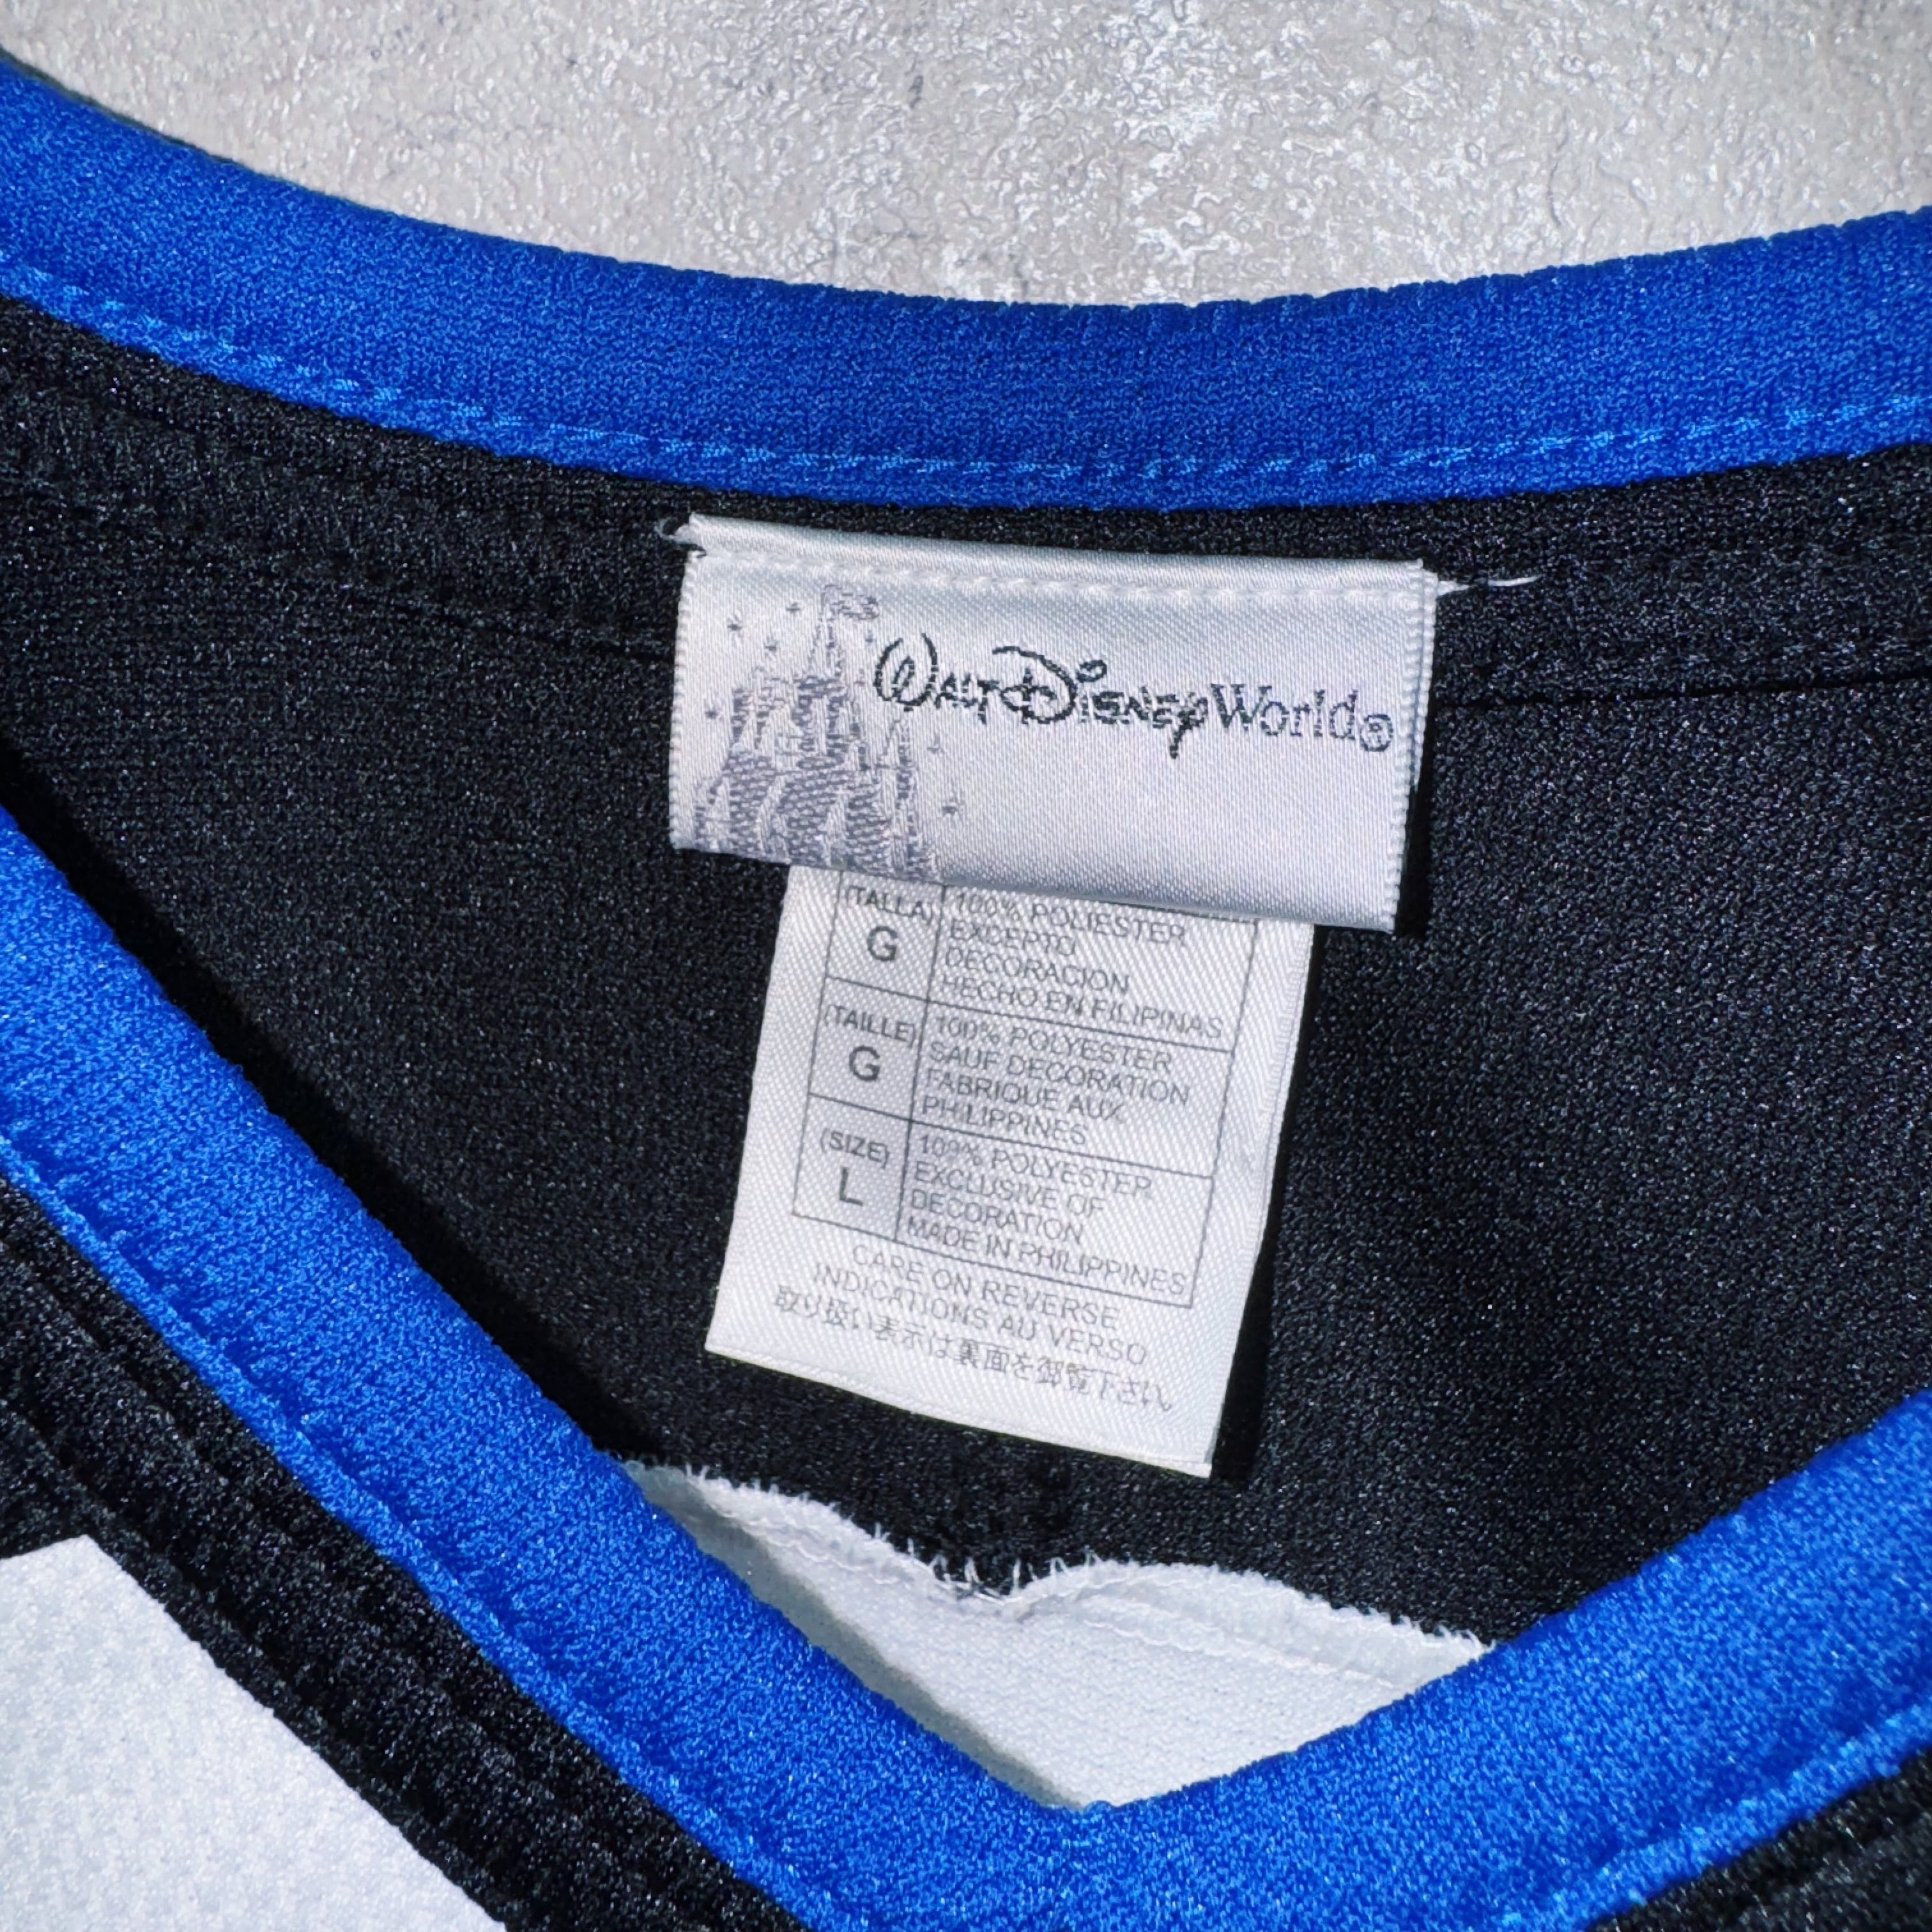 WALT DISNEY World®
(TALLA)
G
100% POLIESTER
EXCEPTO
DECORACION
HECHO EN FILIPINAS
(TAILLE)
G
100% POLYESTER
SAUF DECORATION
FABRIQUE AUX
PHILIPPINES
(SIZE)
L
100% POLYESTER
EXCLUSIVE OF
DECORATION
MADE IN PHILIPPINES
CARE ON REVERSE
INDICATIONS AU VERSO
取り扱い表示は裏面を御覧下さい